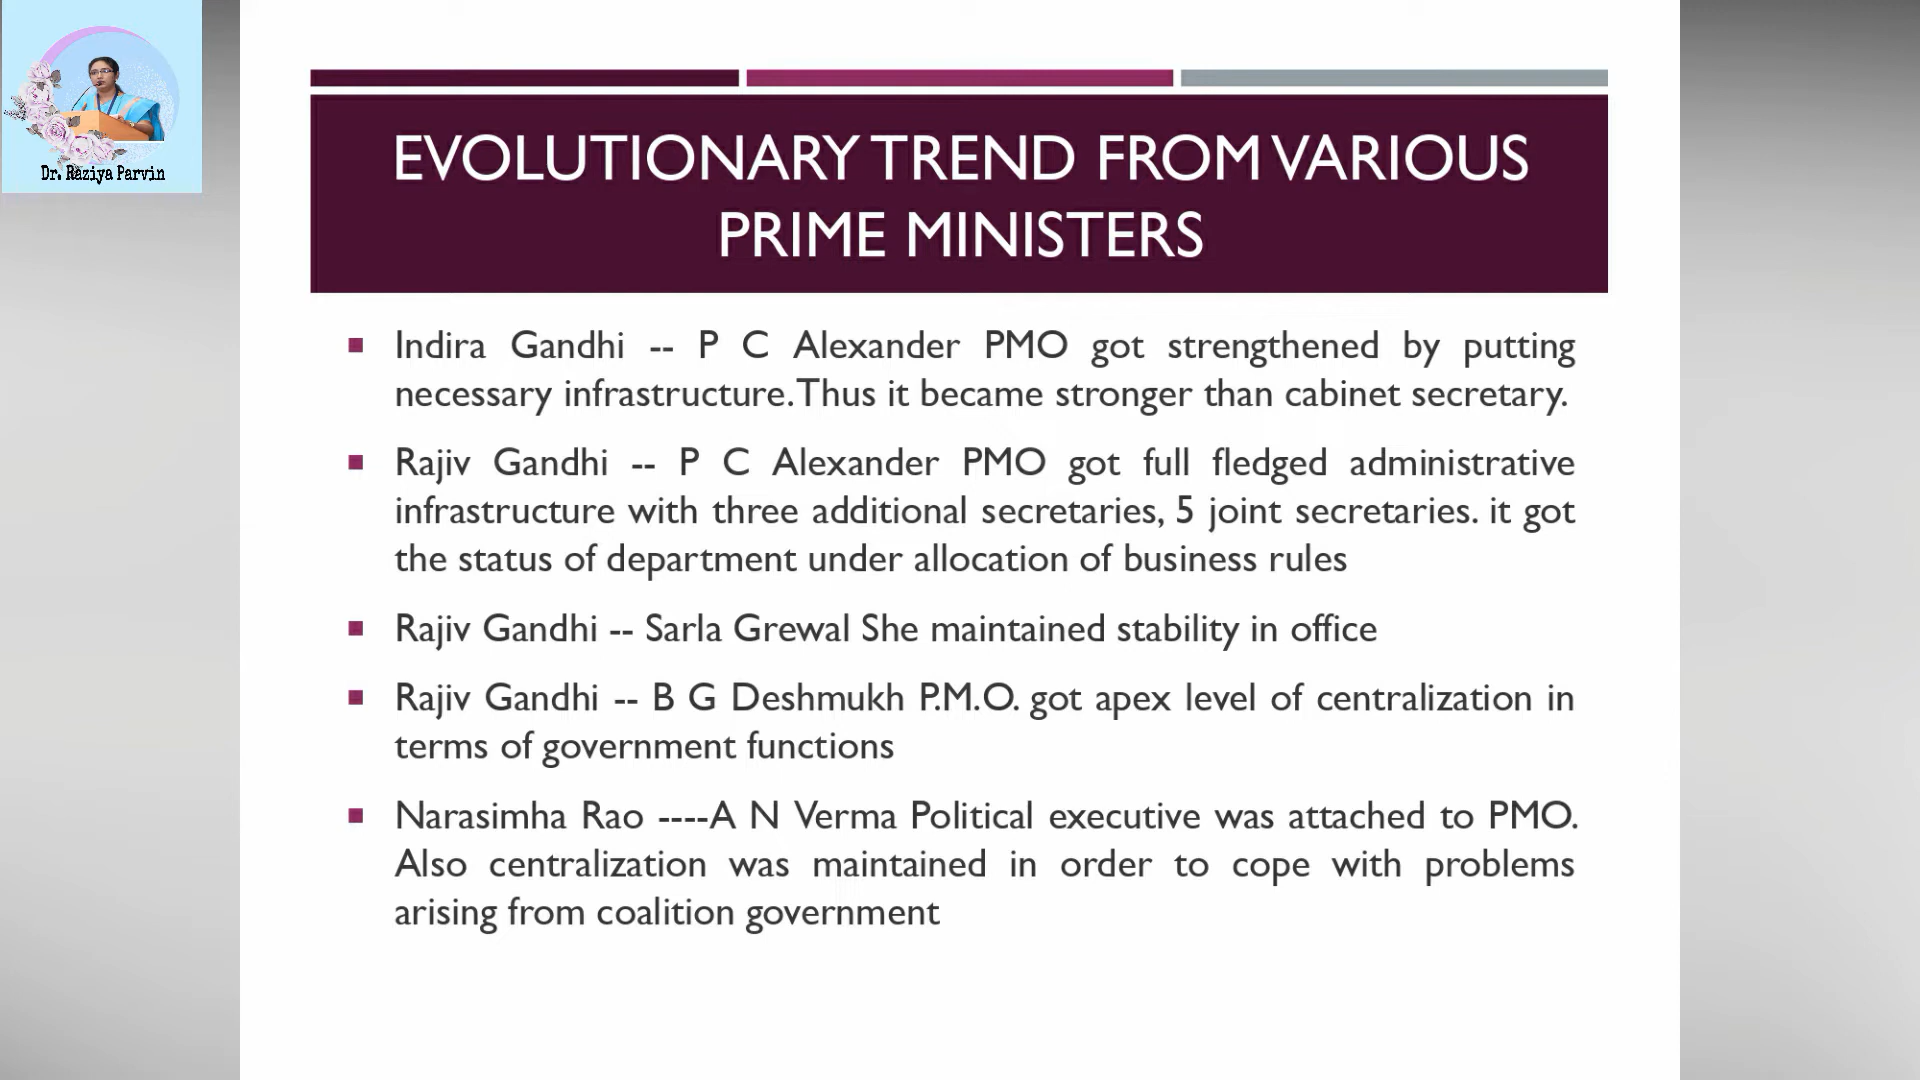 Dr. Raziya Parvin
EVOLUTIONARY TREND FROM VARIOUS
PRIME MINISTERS
Indira Gandhi -- P C Alexander PMO got strengthened by putting
necessary infrastructure. Thus it became stronger than cabinet secretary.
Rajiv Gandhi -- P C Alexander PMO got full fledged administrative
infrastructure with three additional secretaries, 5 joint secretaries. it got
the status of department under allocation of business rules
Rajiv Gandhi -- Sarla Grewal She maintained stability in office
Rajiv Gandhi -- B G Deshmukh P.M.O. got apex level of centralization in
terms of government functions
Narasimha Rao ----A N Verma Political executive was attached to PMO.
Also centralization was maintained in order to cope with problems
arising from coalition government